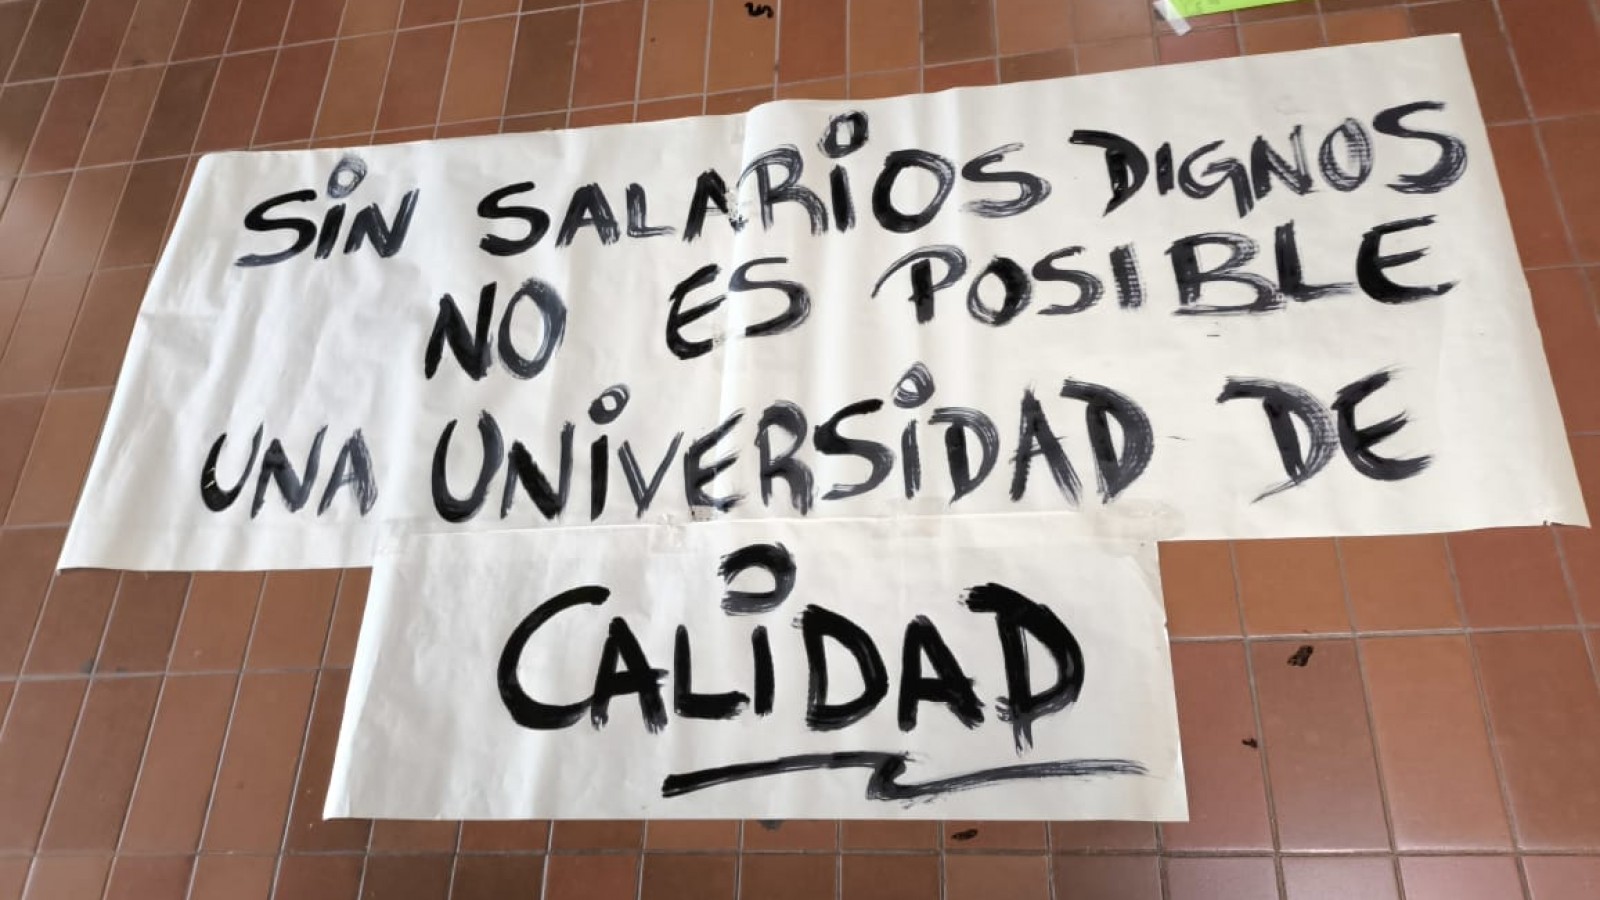 SiN SALARiOS DIGNOS
NO ES POSIBLE
UNA UNiVERSiDAD DE
CALiDAD